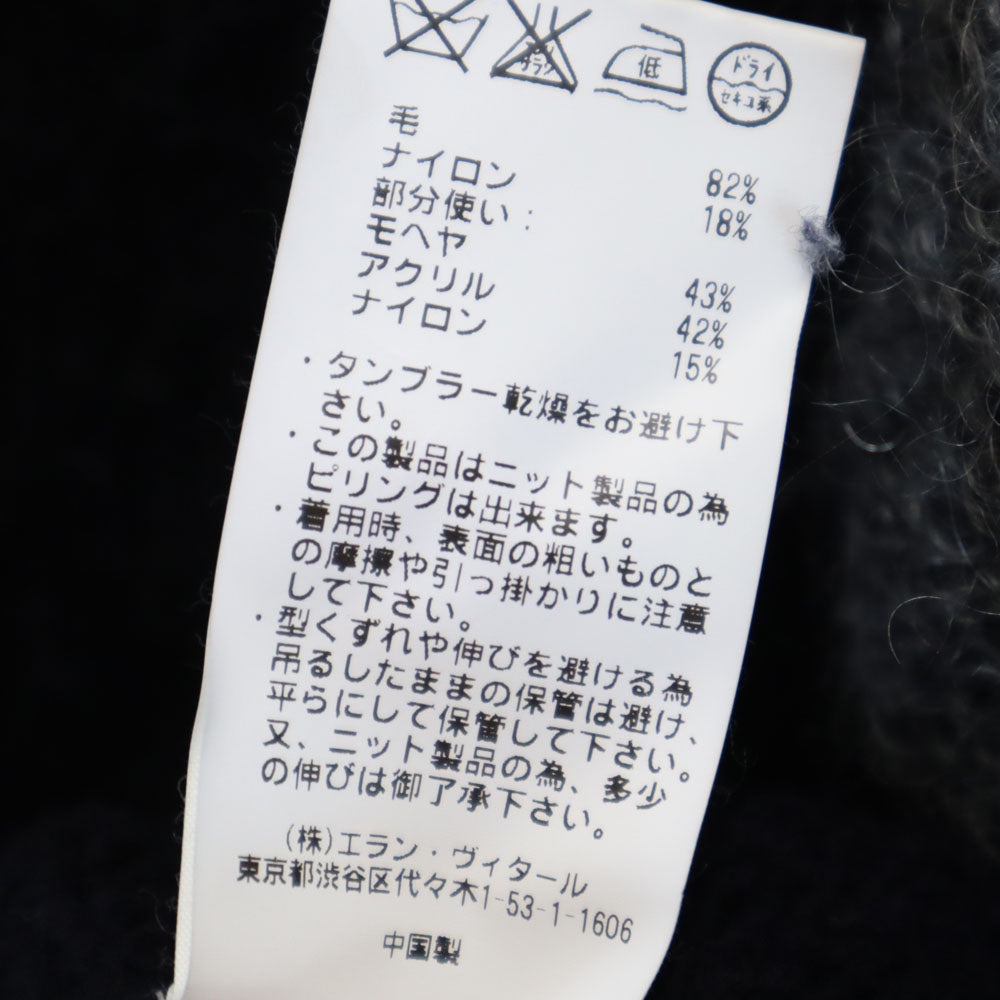 エンソ
サラシ
低
ドライ
セキユ系
毛 82%
ナイロン 18%
部分使い：
モヘヤ 43%
アクリル 42%
ナイロン 15%
・タンブラー乾燥をお避け下
さい。
・この製品はニット製品の為
ピリングは出来ます。
・着用時、表面の粗いものと
の摩擦や引っ掛かりに注意
して下さい。
・型くずれや伸びを避ける為
吊るしたままの保管は避け、
平らにして保管して下さい。
又、ニット製品の為、多少
の伸びは御了承下さい。
(株)エラン・ヴィタール
東京都渋谷区代々木1-53-1-1606
中国製